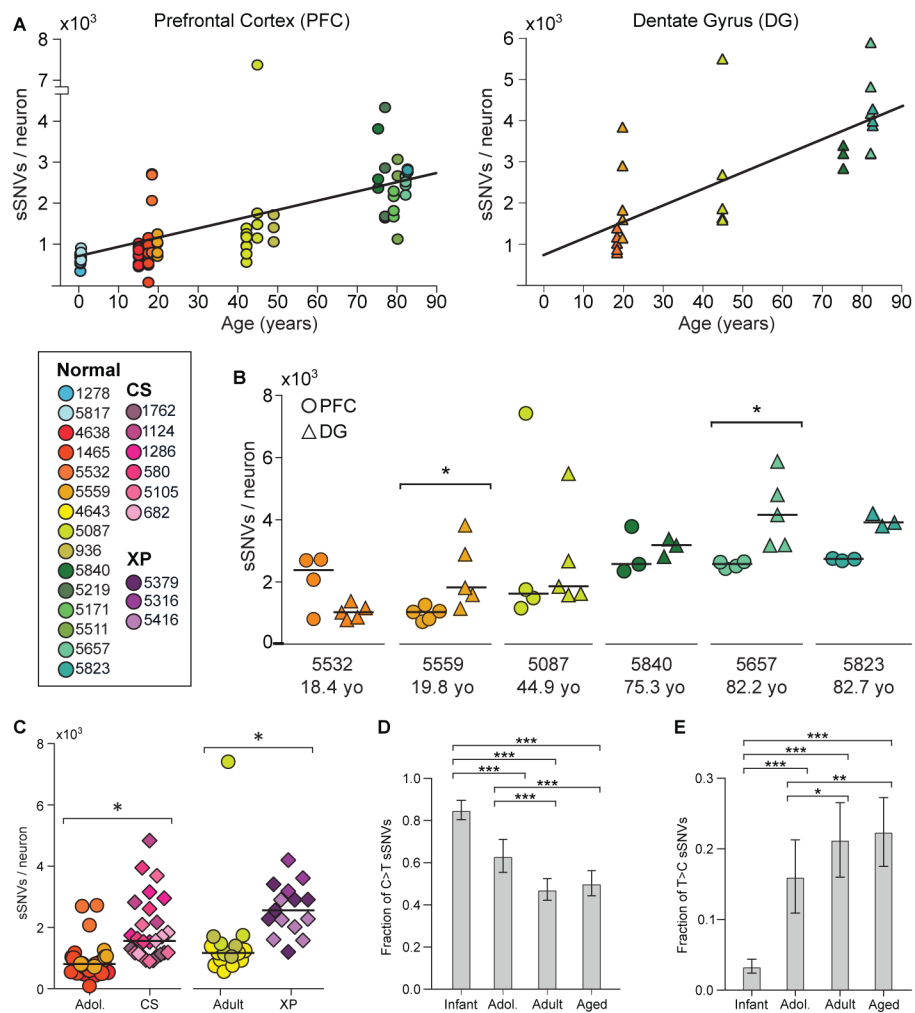 A
Prefrontal Cortex (PFC)
x10³
8
7
4
3
2
1
sSNVs / neuron
0 10 20 30 40 50 60 70 80 90
Age (years)
Dentate Gyrus (DG)
x10³
6
5
4
3
2
1
sSNVs / neuron
0 10 20 30 40 50 60 70 80 90
Age (years)
Normal
1278
5817
4638
1465
5532
5559
4643
5087
936
5840
5219
5171
5511
5657
5823
CS
1762
1124
1286
580
5105
682
XP
5379
5316
5416
B
x10³
8
6
4
2
0
sSNVs / neuron
PFC
DG
*
*
5532 5559 5087 5840 5657 5823
18.4 yo 19.8 yo 44.9 yo 75.3 yo 82.2 yo 82.7 yo
C
x10³
8
6
4
2
0
sSNVs / neuron
*
*
Adol. CS Adult XP
D
***
***
***
***
***
1.0
0.8
0.6
0.4
0.2
0.0
Fraction of C>T sSNVs
Infant Adol. Adult Aged
E
***
***
***
**
*
0.3
0.2
0.1
0.0
Fraction of T>C sSNVs
Infant Adol. Adult Aged